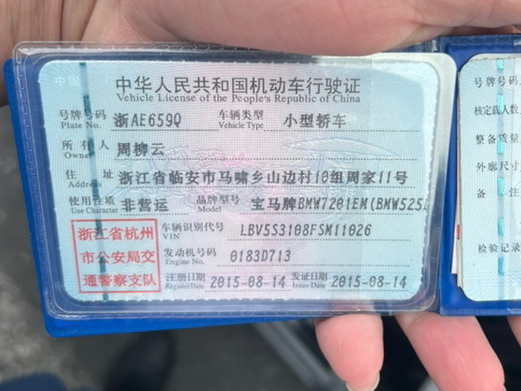 中华人民共和国机动车行驶证
Vehicle License of the People's Republic of China
号牌号码 浙AE659Q 车辆类型 小型轿车
Plate No. Vehicle Type
所有人 周柳云
Owner
住址 浙江省临安市马啸乡山边村10组周家11号
Address
使用性质 非营运 品牌型号 宝马牌BMW7201EM(BMW525L
Use Character Model
浙江省杭州
市公安局交
通警察支队
车辆识别代号 LBV5S3108FSM11026
VIN
发动机号码 0183D713
Engine No.
注册日期 2015-08-14 发证日期 2015-08-14
Register Date Issue Date
号牌号码
核定载人数
整备质量
外廓尺寸
备注
检验记录